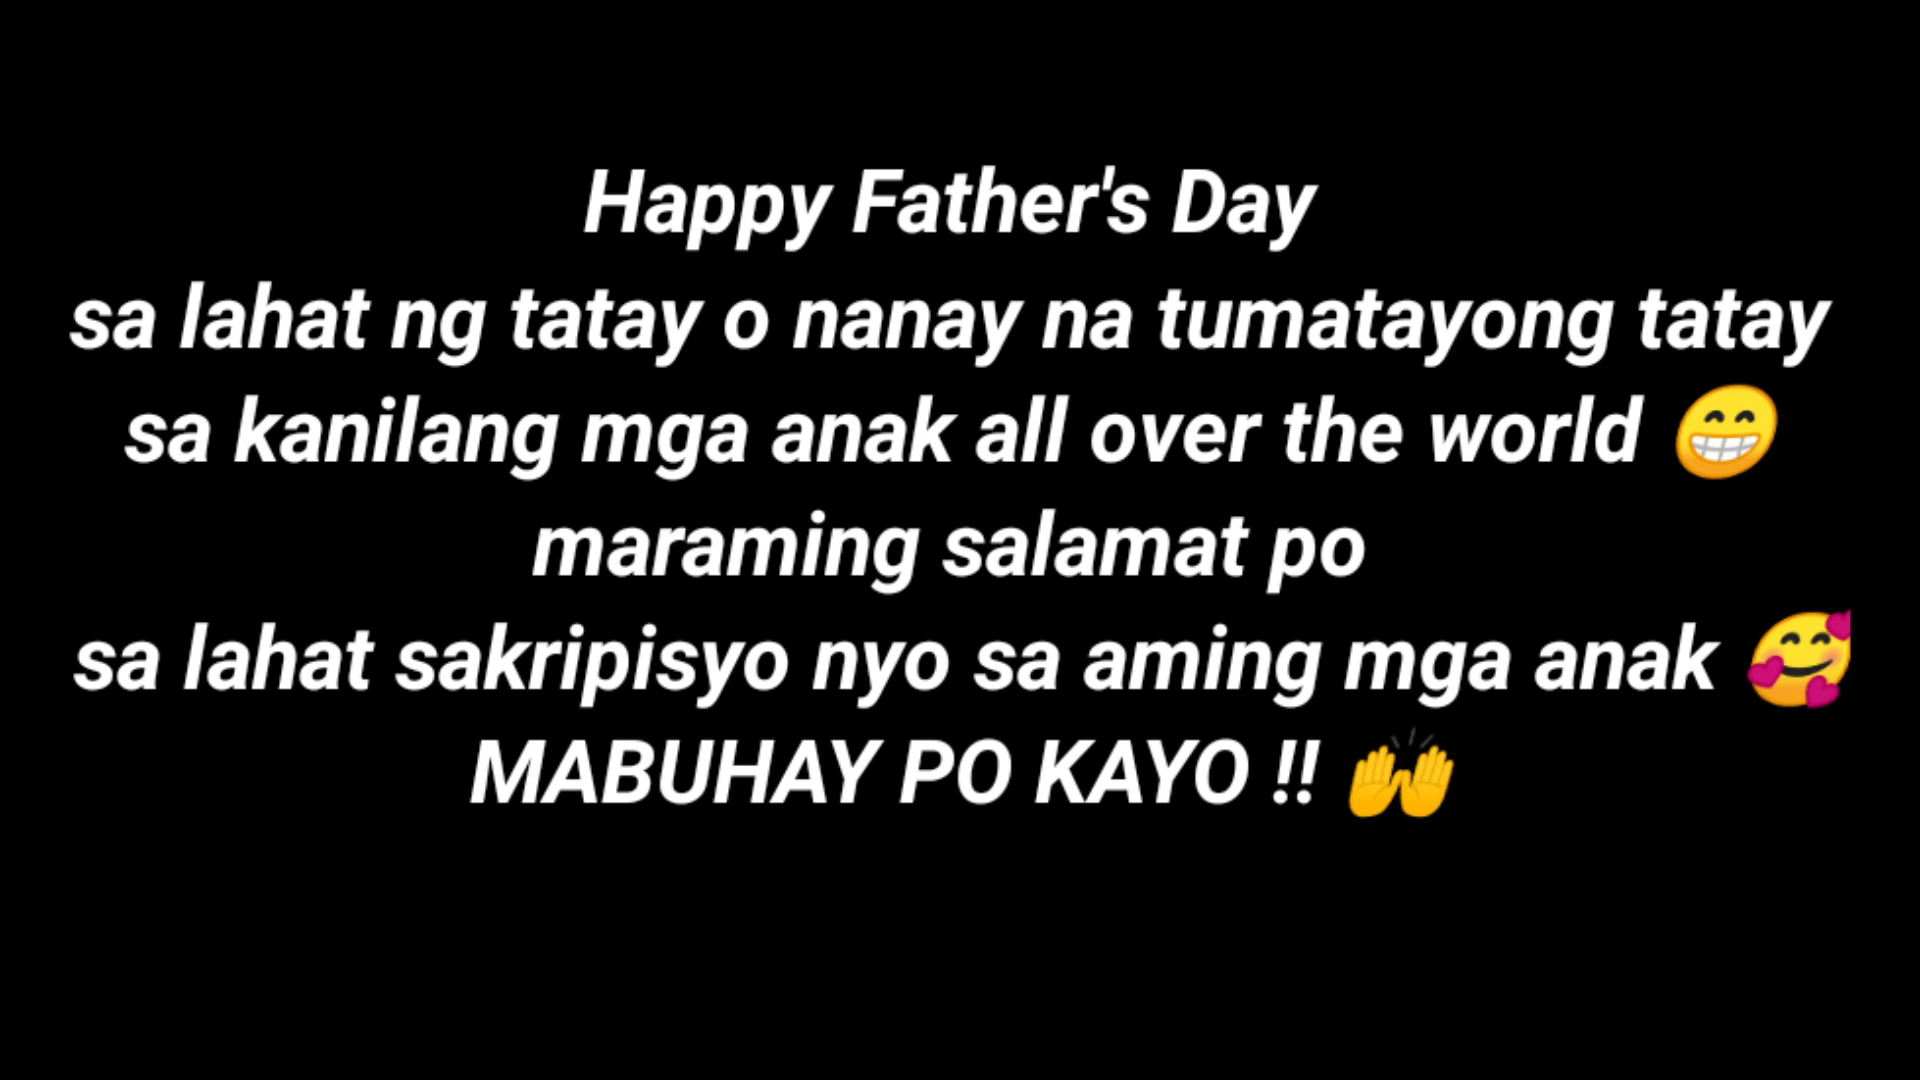 Happy Father's Day
sa lahat ng tatay o nanay na tumatayong tatay
sa kanilang mga anak all over the world 😁
maraming salamat po
sa lahat sakripisyo nyo sa aming mga anak 🥰
MABUHAY PO KAYO !! 🙌